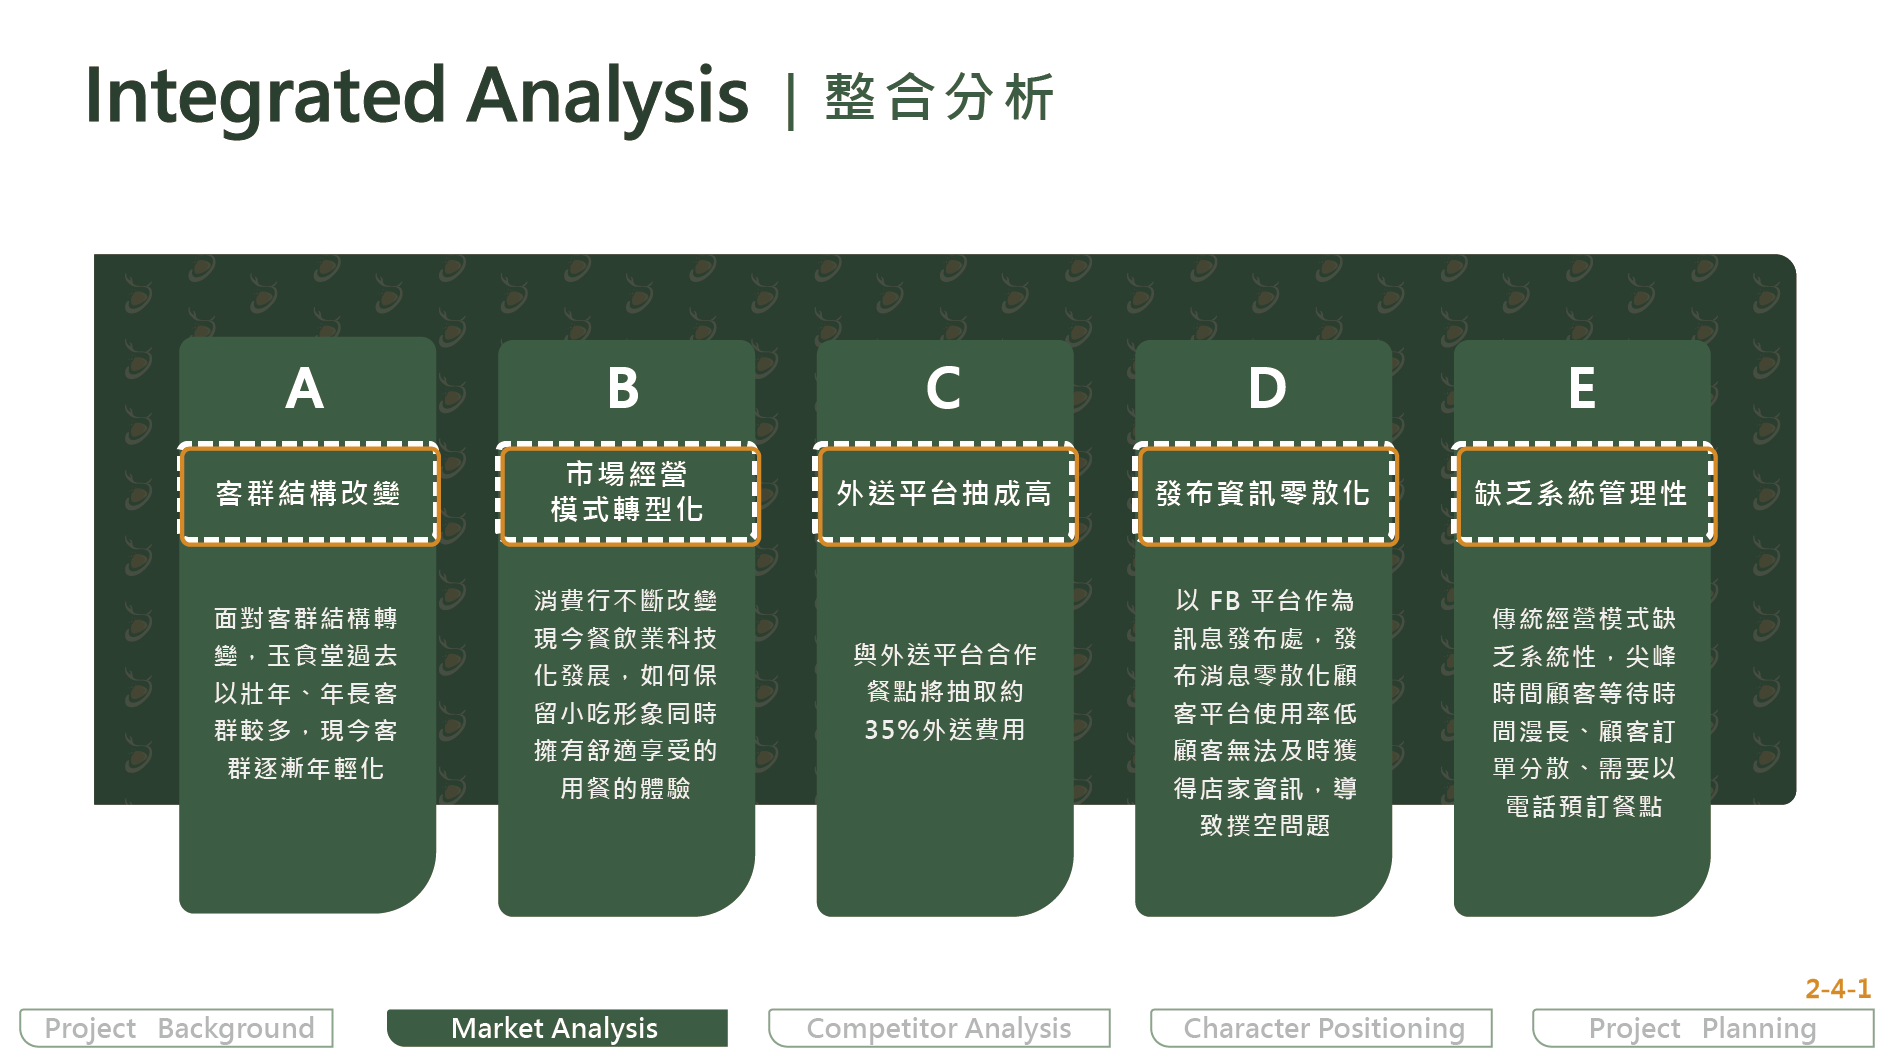 Integrated Analysis | 整合分析
A
客群結構改變
面對客群結構轉
變，玉食堂過去
以壯年、年長客
群較多，現今客
群逐漸年輕化
B
市場經營
模式轉型化
消費行不斷改變
現今餐飲業科技
化發展，如何保
留小吃形象同時
擁有舒適享受的
用餐的體驗
C
外送平台抽成高
與外送平台合作
餐點將抽取約
35%外送費用
D
發布資訊零散化
以 FB 平台作為
訊息發布處，發
布消息零散化顧
客平台使用率低
顧客無法及時獲
得店家資訊，導
致撲空問題
E
缺乏系統管理性
傳統經營模式缺
乏系統性，尖峰
時間顧客等待時
間漫長、顧客訂
單分散、需要以
電話預訂餐點
2-4-1
Project Background
Market Analysis
Competitor Analysis
Character Positioning
Project Planning